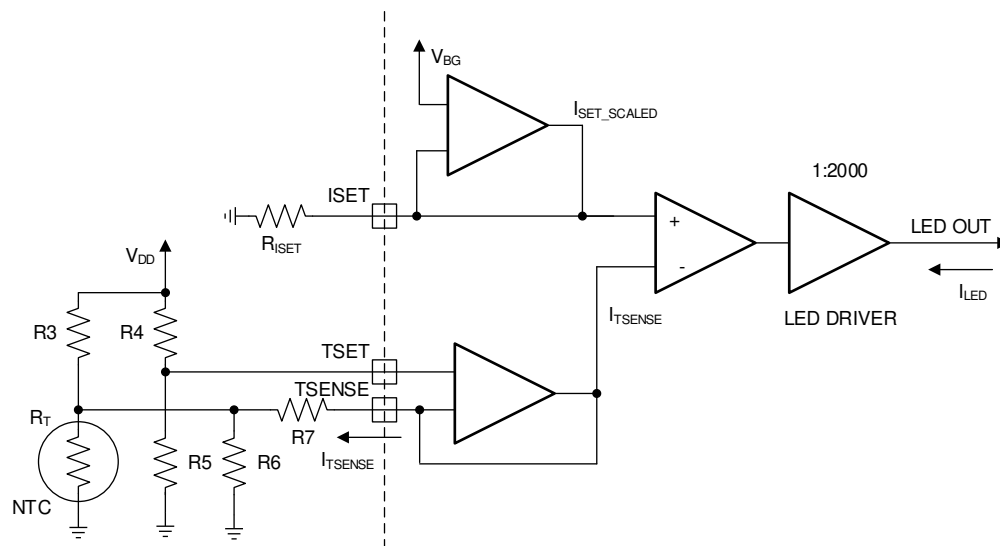 V_BG
I_SET_SCALED
1:2000
ISET
R_ISET
+
-
LED OUT
I_LED
LED DRIVER
V_DD
R3
R4
TSET
I_TSENSE
TSENSE
R_T
R7
R5
R6
I_TSENSE
NTC